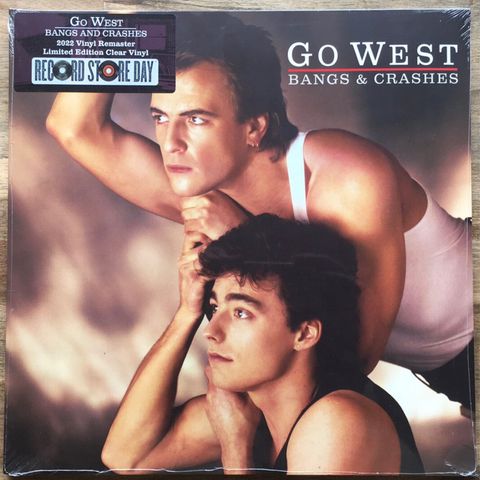 Go West
Bangs and Crashes
2022 Vinyl Remaster
Limited Edition Clear Vinyl
RECORD STORE DAY
GO WEST
BANGS & CRASHES